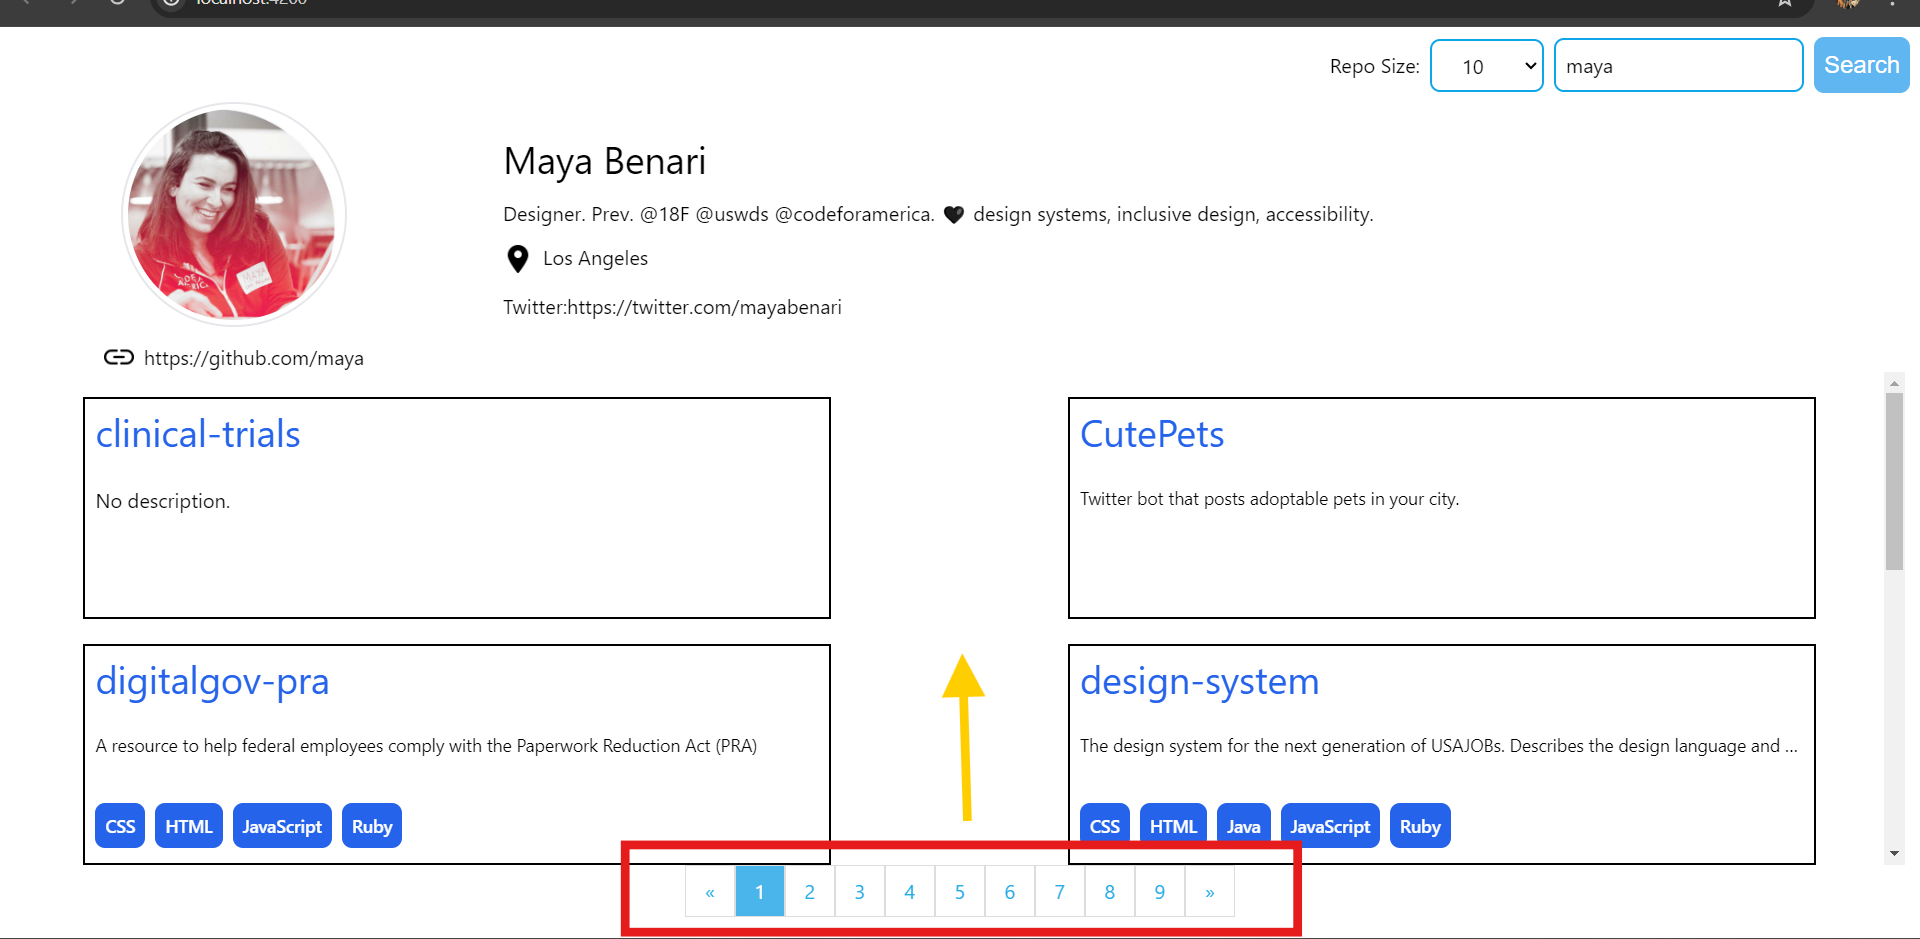 localhost:4200
Repo Size: 10 maya Search
Maya Benari
Designer. Prev. @18F @uswds @codeforamerica. 🖤 design systems, inclusive design, accessibility.
Los Angeles
Twitter:https://twitter.com/mayabenari
https://github.com/maya
clinical-trials
No description.
CutePets
Twitter bot that posts adoptable pets in your city.
digitalgov-pra
A resource to help federal employees comply with the Paperwork Reduction Act (PRA)
CSS HTML JavaScript Ruby
design-system
The design system for the next generation of USAJOBs. Describes the design language and ...
CSS HTML Java JavaScript Ruby
« 1 2 3 4 5 6 7 8 9 »